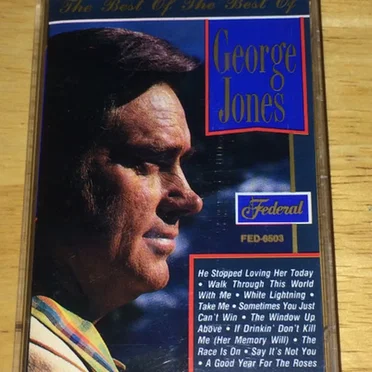 The Best Of The Best Of
George
Jones
Federal
FED-6503
He Stopped Loving Her Today
• Walk Through This World
With Me • White Lightning •
Take Me • Sometimes You Just
Can't Win • The Window Up
Above • If Drinkin' Don't Kill
Me (Her Memory Will) • The
Race Is On • Say It's Not You
• A Good Year For The Roses